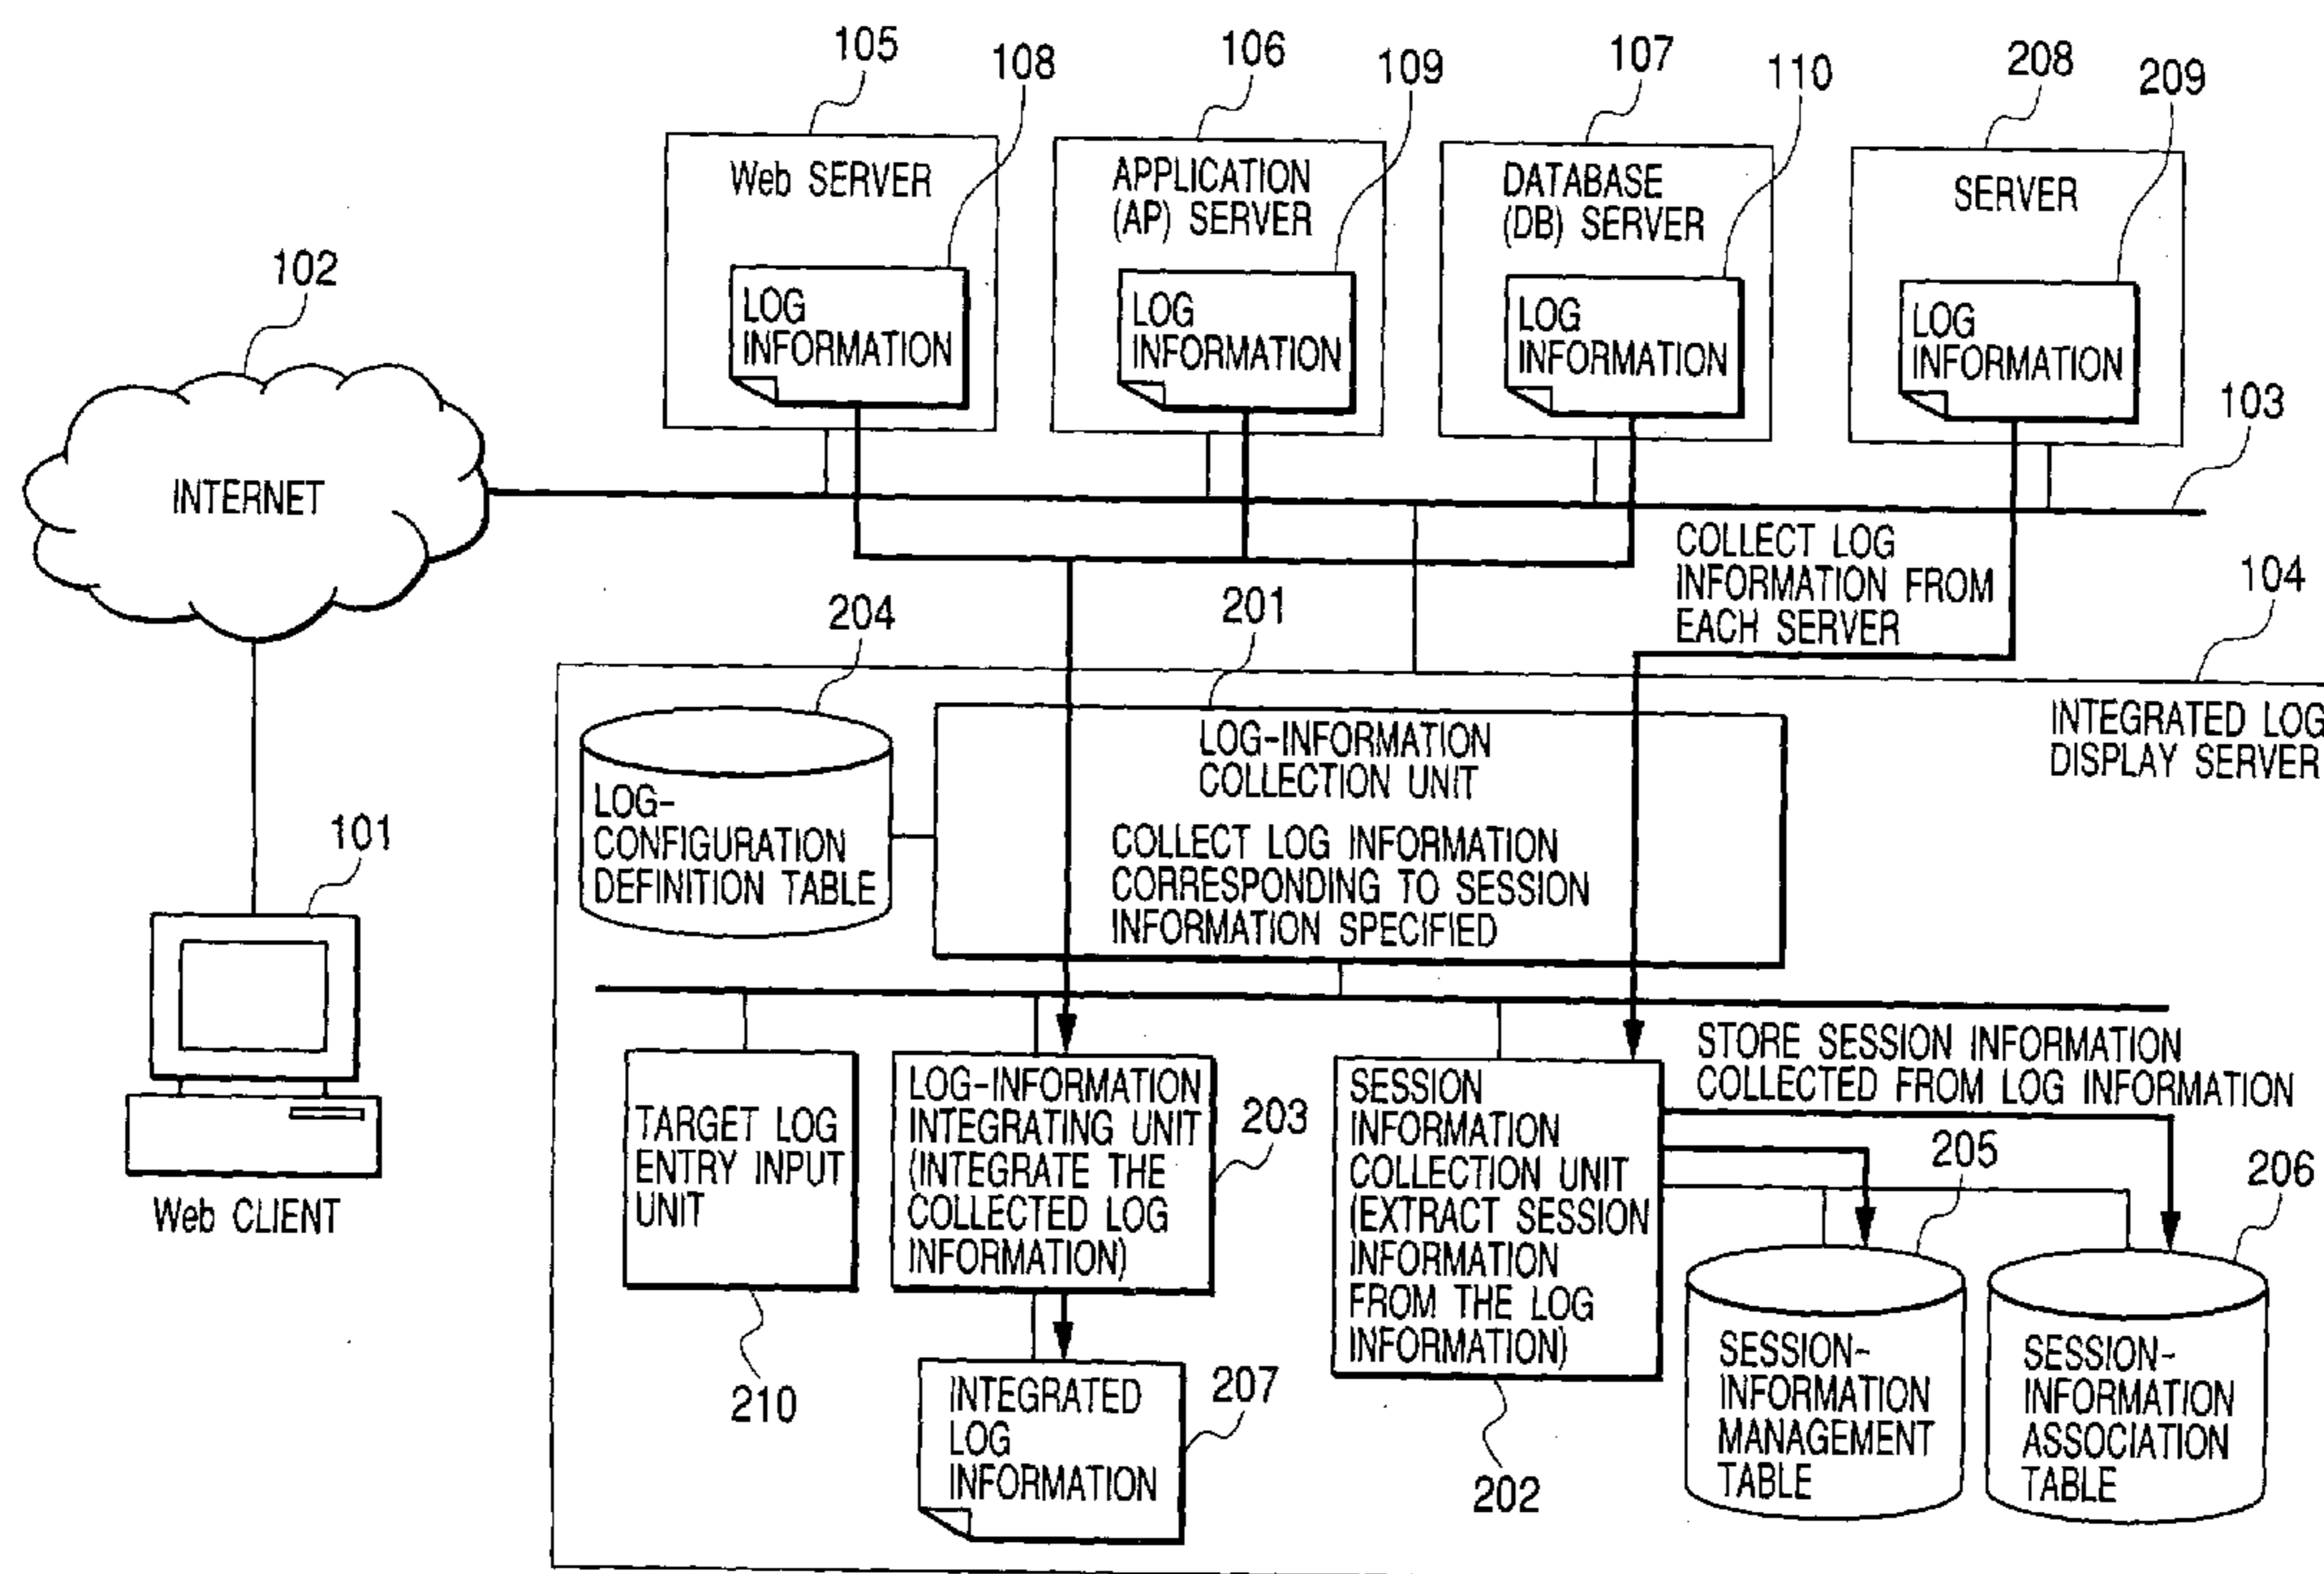 105
108
106
109
107
110
208
209
Web SERVER
LOG
INFORMATION
APPLICATION
(AP) SERVER
LOG
INFORMATION
DATABASE
(DB) SERVER
LOG
INFORMATION
SERVER
LOG
INFORMATION
102
INTERNET
103
COLLECT LOG
INFORMATION FROM
EACH SERVER
104
INTEGRATED LOG
DISPLAY SERVER
204
201
LOG-
CONFIGURATION
DEFINITION TABLE
LOG-INFORMATION
COLLECTION UNIT
COLLECT LOG INFORMATION
CORRESPONDING TO SESSION
INFORMATION SPECIFIED
101
Web CLIENT
TARGET LOG
ENTRY INPUT
UNIT
210
LOG-INFORMATION
INTEGRATING UNIT
(INTEGRATE THE
COLLECTED LOG
INFORMATION)
203
INTEGRATED
LOG
INFORMATION
207
SESSION
INFORMATION
COLLECTION UNIT
(EXTRACT SESSION
INFORMATION
FROM THE LOG
INFORMATION)
202
STORE SESSION INFORMATION
COLLECTED FROM LOG INFORMATION
205
206
SESSION-
INFORMATION
MANAGEMENT
TABLE
SESSION-
INFORMATION
ASSOCIATION
TABLE